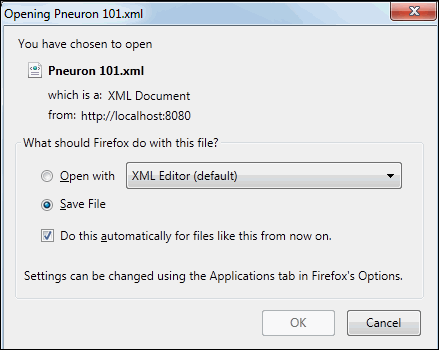 Opening Pneuron 101.xml
You have chosen to open
Pneuron 101.xml
which is a: XML Document
from: http://localhost:8080
What should Firefox do with this file?
Open with XML Editor (default)
Save File
Do this automatically for files like this from now on.
Settings can be changed using the Applications tab in Firefox's Options.
OK Cancel